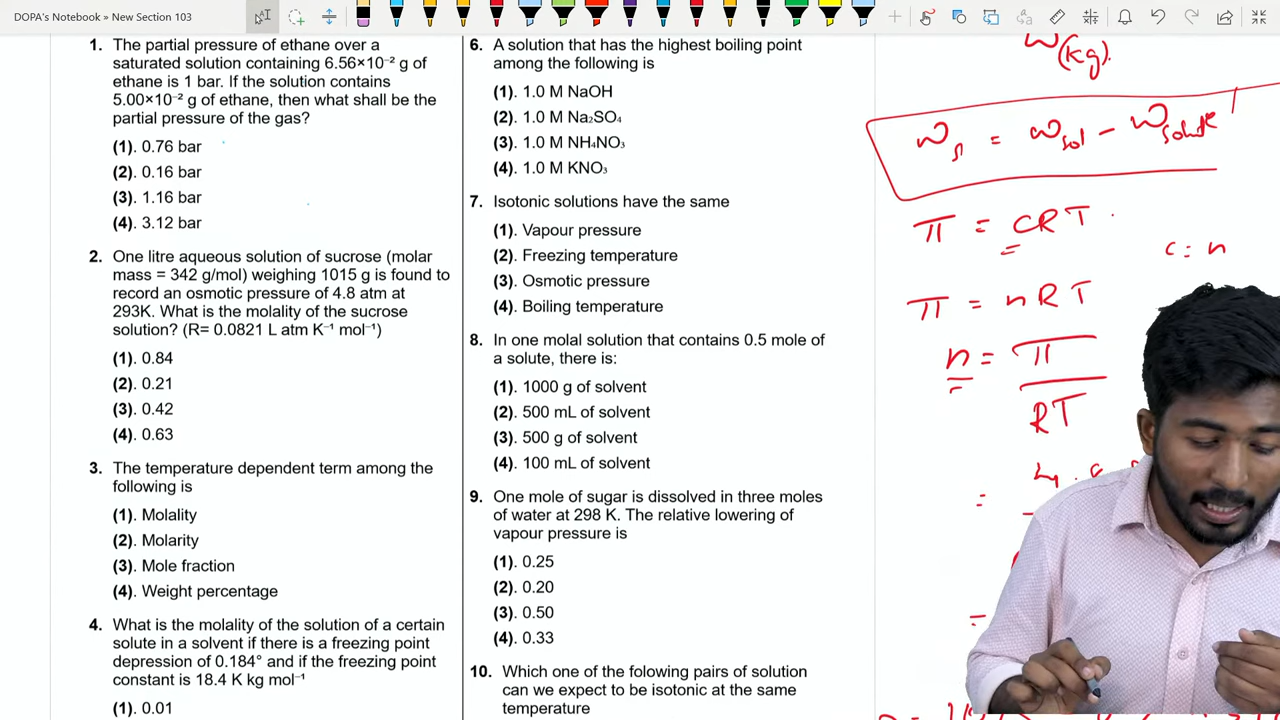 DOPA's Notebook » New Section 103
1. The partial pressure of ethane over a
saturated solution containing 6.56×10⁻² g of
ethane is 1 bar. If the solution contains
5.00×10⁻² g of ethane, then what shall be the
partial pressure of the gas?
(1). 0.76 bar
(2). 0.16 bar
(3). 1.16 bar
(4). 3.12 bar
2. One litre aqueous solution of sucrose (molar
mass = 342 g/mol) weighing 1015 g is found to
record an osmotic pressure of 4.8 atm at
293K. What is the molality of the sucrose
solution? (R= 0.0821 L atm K⁻¹ mol⁻¹)
(1). 0.84
(2). 0.21
(3). 0.42
(4). 0.63
3. The temperature dependent term among the
following is
(1). Molality
(2). Molarity
(3). Mole fraction
(4). Weight percentage
4. What is the molality of the solution of a certain
solute in a solvent if there is a freezing point
depression of 0.184° and if the freezing point
constant is 18.4 K kg mol⁻¹
(1). 0.01
6. A solution that has the highest boiling point
among the following is
(1). 1.0 M NaOH
(2). 1.0 M Na₂SO₄
(3). 1.0 M NH₄NO₃
(4). 1.0 M KNO₃
7. Isotonic solutions have the same
(1). Vapour pressure
(2). Freezing temperature
(3). Osmotic pressure
(4). Boiling temperature
8. In one molal solution that contains 0.5 mole of
a solute, there is:
(1). 1000 g of solvent
(2). 500 mL of solvent
(3). 500 g of solvent
(4). 100 mL of solvent
9. One mole of sugar is dissolved in three moles
of water at 298 K. The relative lowering of
vapour pressure is
(1). 0.25
(2). 0.20
(3). 0.50
(4). 0.33
10. Which one of the folowing pairs of solution
can we expect to be isotonic at the same
temperature
W(kg).
W = W sol - W solute
π = CRT
C = n
π = nRT
n = π
RT
=
=